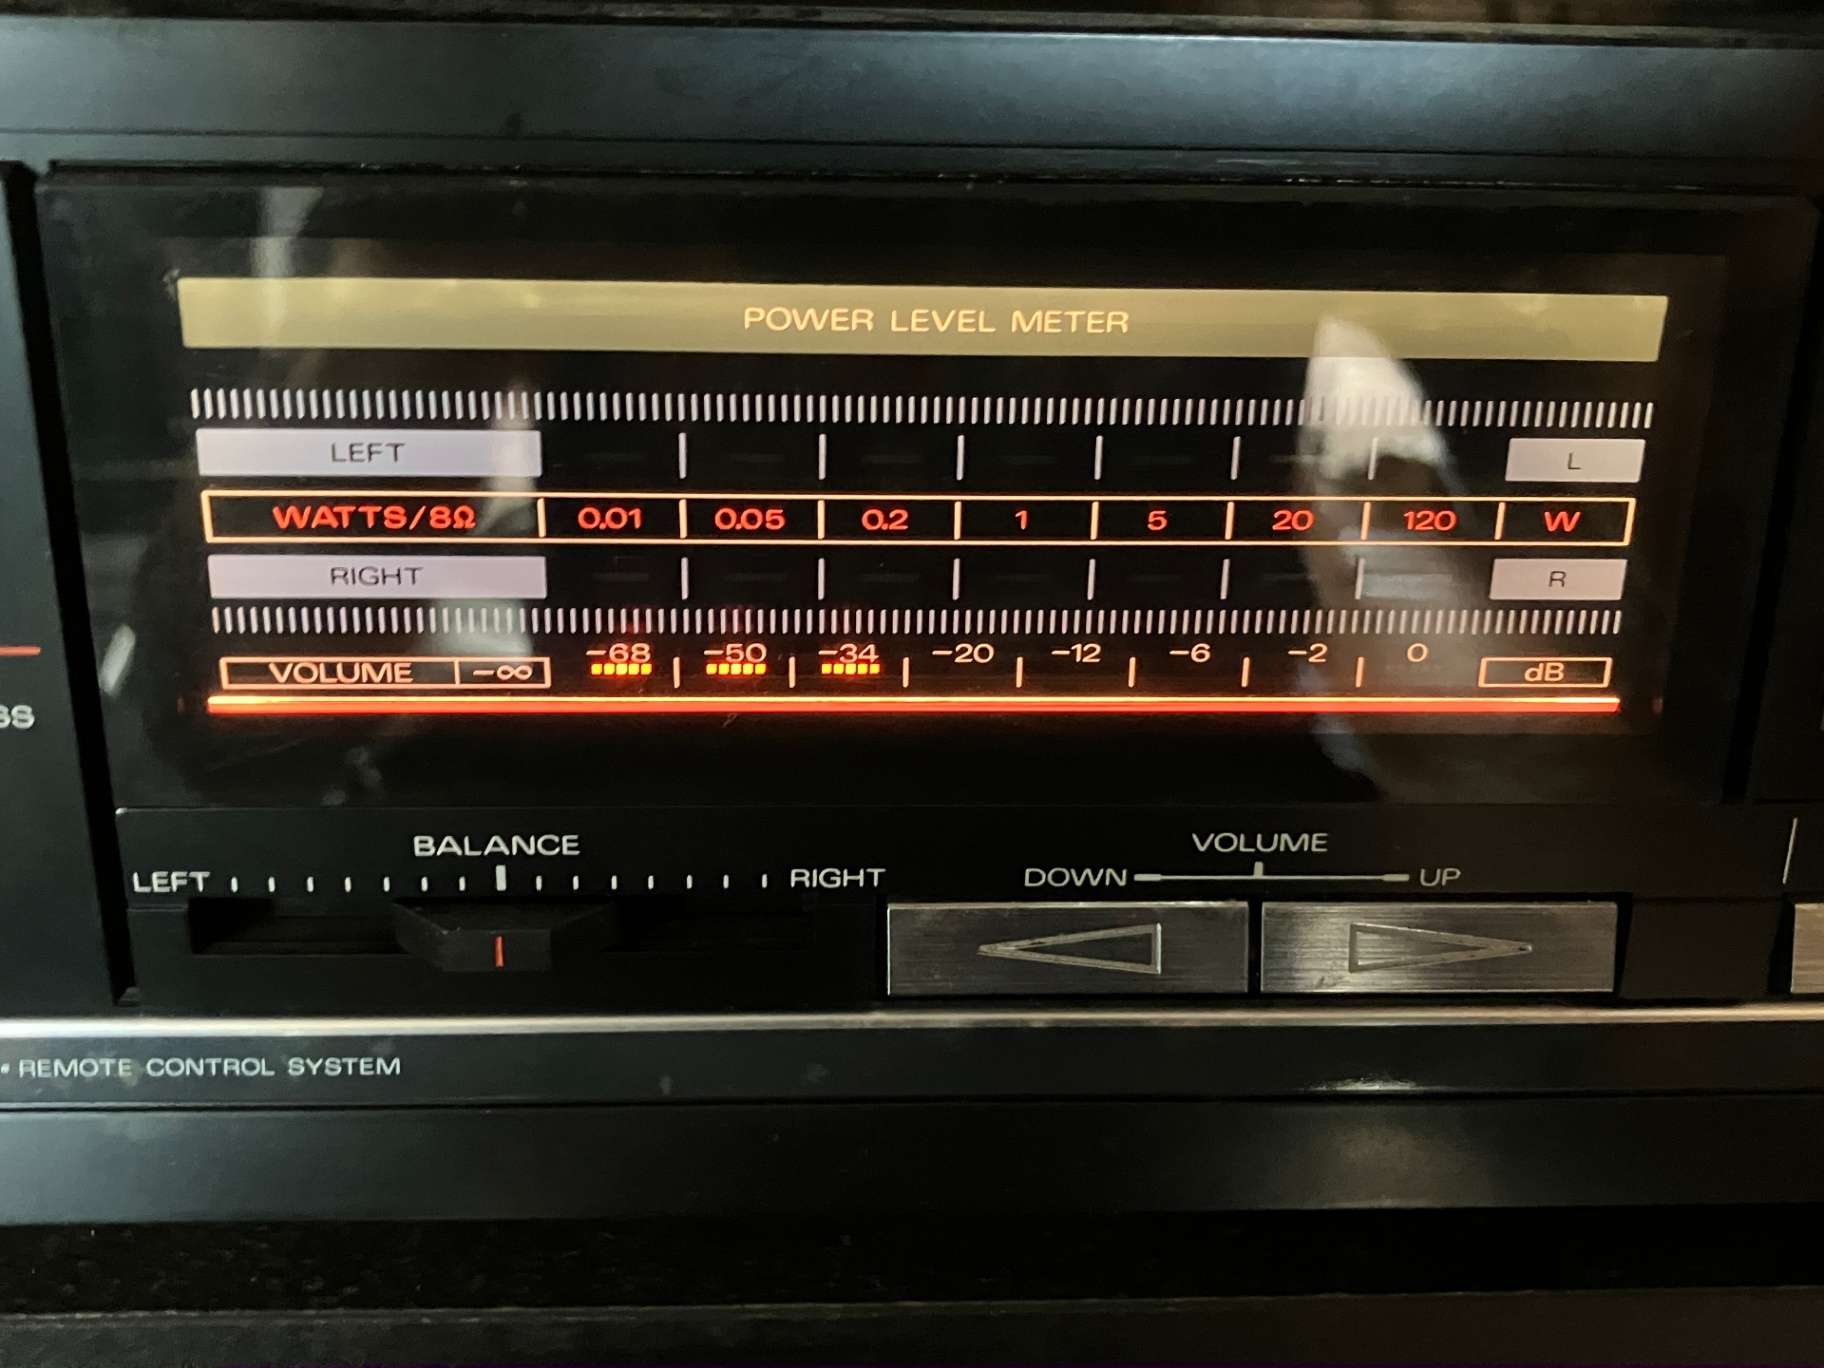 POWER LEVEL METER
LEFT L
WATTS/8Ω 0.01 0.05 0.2 1 5 20 120 W
RIGHT R
-68 -50 -34 -20 -12 -6 -2 0
VOLUME -∞ dB
SS
BALANCE
LEFT RIGHT
VOLUME
DOWN UP
• REMOTE CONTROL SYSTEM